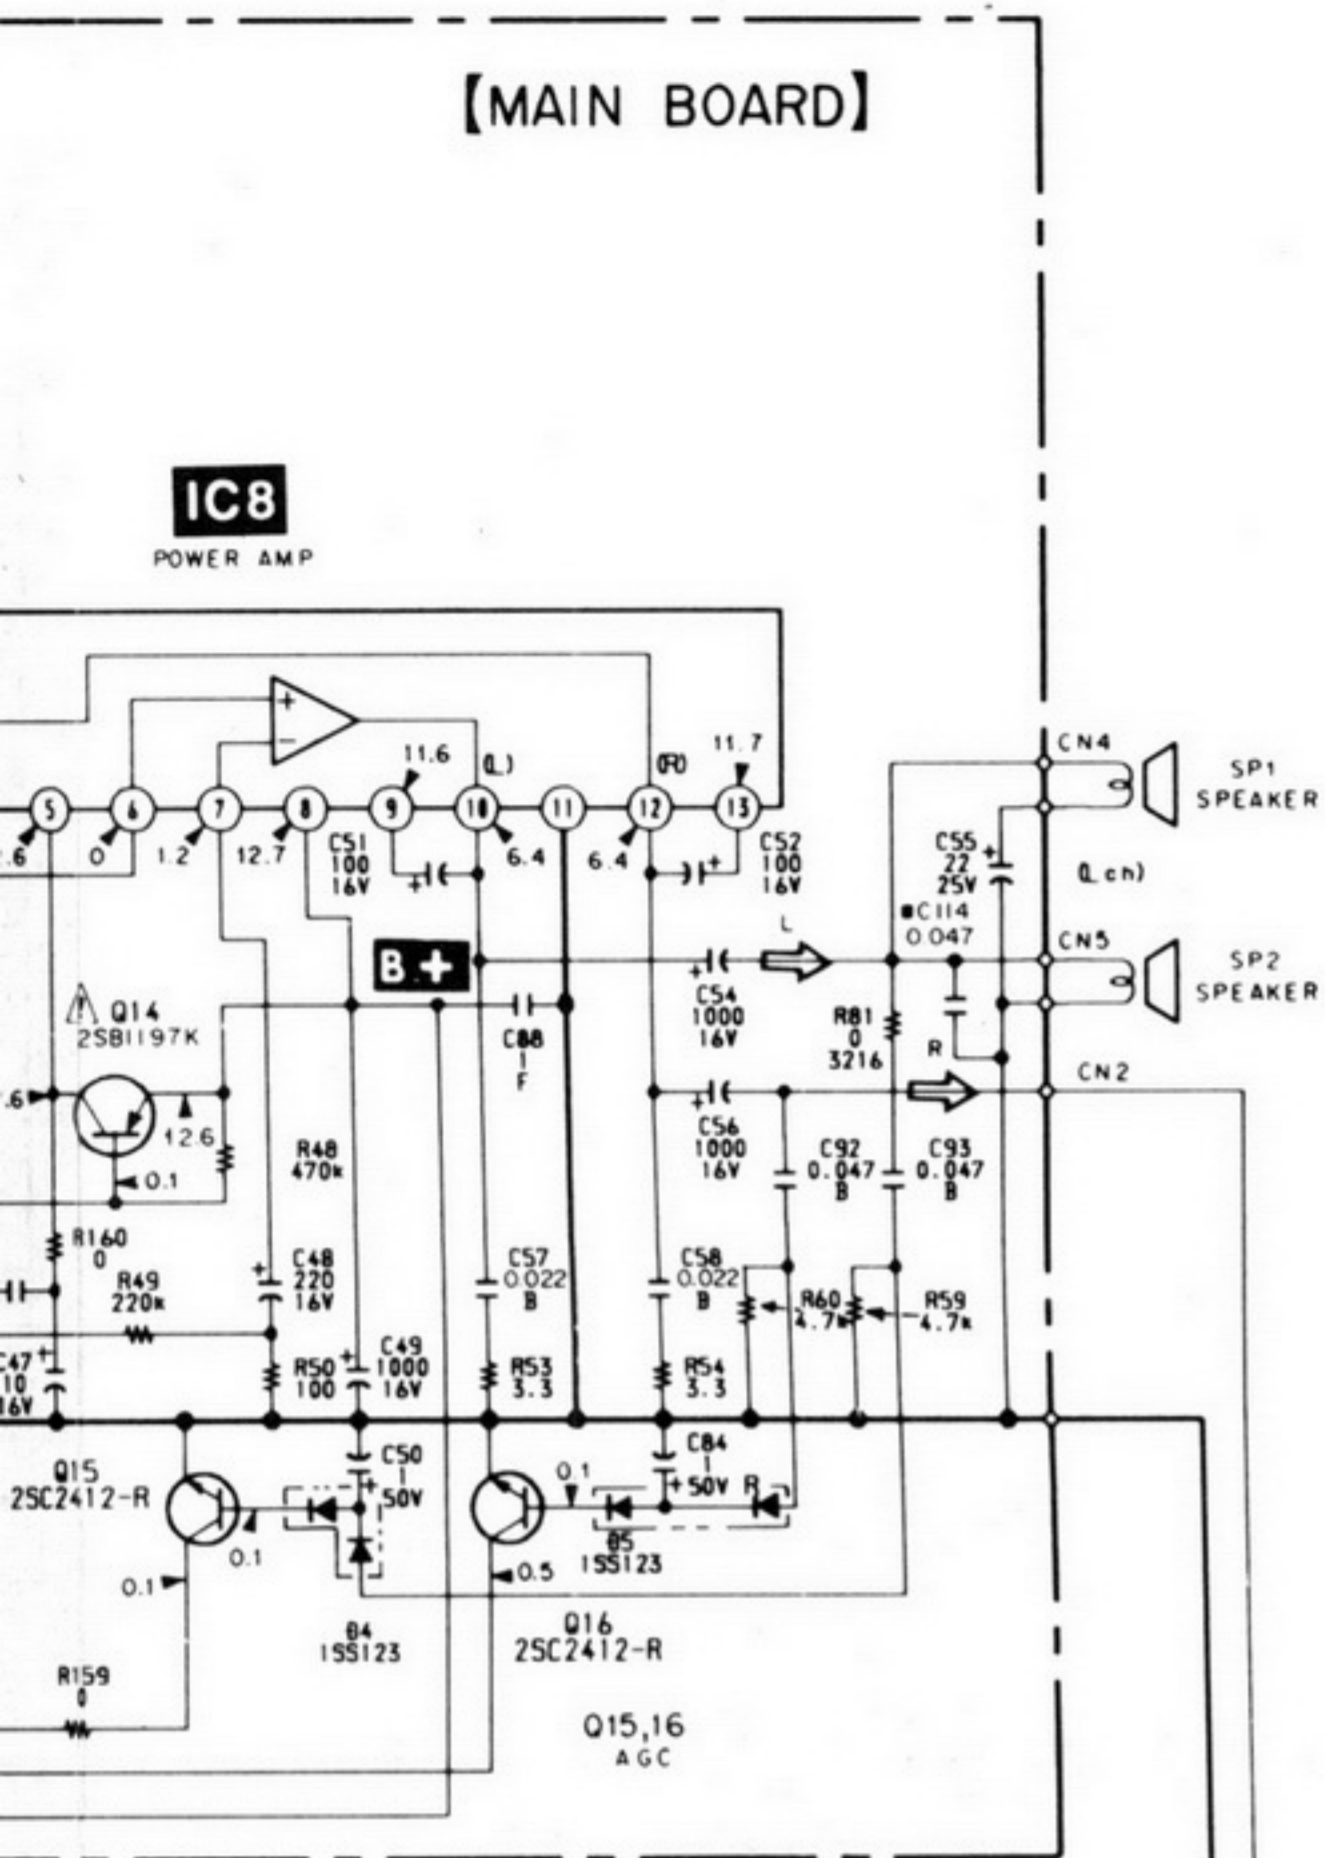 【MAIN BOARD】
IC8
POWER AMP
11.6
(L)
(R)
11.7
CN4
SP1
SPEAKER
5
6
7
8
9
10
11
12
13
.6
0
1.2
12.7
C51
100
16V
6.4
6.4
C52
100
16V
C55
22
25V
(L ch)
L
C114
0.047
CN5
SP2
SPEAKER
B+
C54
1000
16V
R81
0
3216
R
CN2
Q14
2SB1197K
C88
1
F
.6
12.6
0.1
R48
470k
C56
1000
16V
C92
0.047
B
C93
0.047
B
R160
0
R49
220k
C48
220
16V
C57
0.022
B
C58
0.022
B
R60
4.7k
R59
4.7k
C47
10
16V
R50
100
C49
1000
16V
R53
3.3
R54
3.3
Q15
2SC2412-R
C50
1
50V
0.1
C84
1
50V
R
0.1
0.1
0.5
D5
1SS123
D4
1SS123
Q16
2SC2412-R
R159
0
Q15,16
AGC